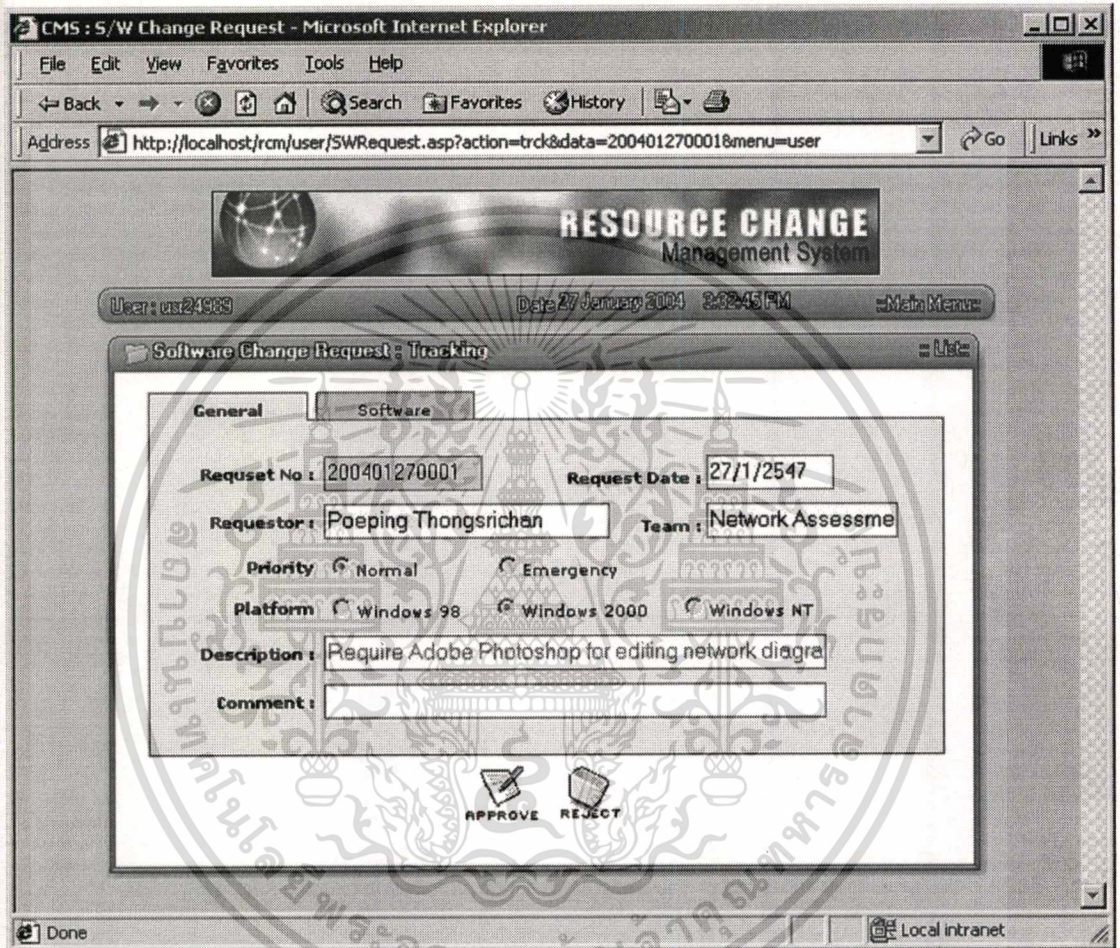 CMS : S/W Change Request - Microsoft Internet Explorer
File Edit View Favorites Tools Help
Back Search Favorites History
Address http://localhost/rcm/user/SWRequest.asp?action=trck&data=200401270001&menu=user Go Links »
RESOURCE CHANGE
Management System
User : usr24989 Date 27 January 2004 3:32:45 PM ::Main Menu::
Software Change Request : Tracking :: List::
General Software
Requset No : 200401270001 Request Date : 27/1/2547
Requestor : Poeping Thongsrichan Team : Network Assessme
Priority Normal Emergency
Platform Windows 98 Windows 2000 Windows NT
Description : Require Adobe Photoshop for editing network diagra
Comment :
APPROVE REJECT
Done Local intranet